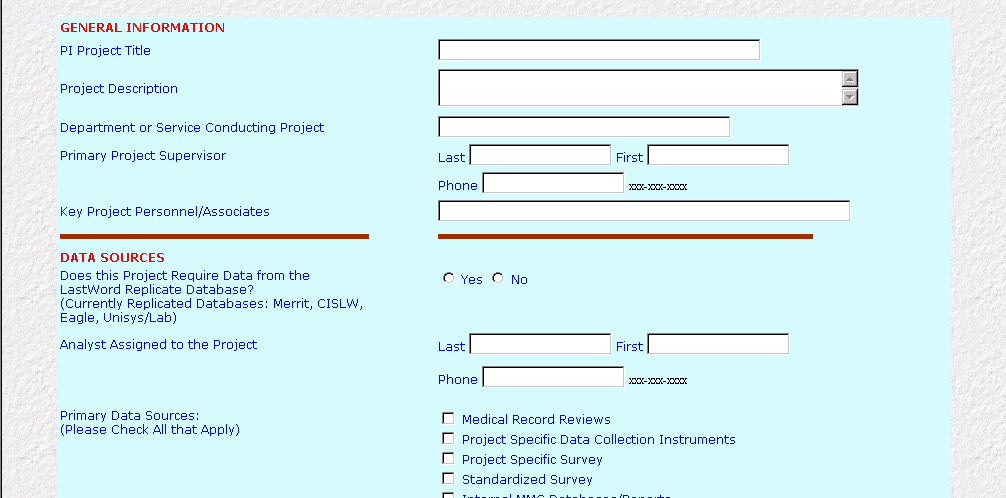 GENERAL INFORMATION
PI Project Title
Project Description
Department or Service Conducting Project
Primary Project Supervisor
Last First
Phone xxx-xxx-xxxx
Key Project Personnel/Associates
DATA SOURCES
Does this Project Require Data from the
LastWord Replicate Database?
(Currently Replicated Databases: Merrit, CISLW,
Eagle, Unisys/Lab)
Yes No
Analyst Assigned to the Project
Last First
Phone xxx-xxx-xxxx
Primary Data Sources:
(Please Check All that Apply)
Medical Record Reviews
Project Specific Data Collection Instruments
Project Specific Survey
Standardized Survey
Internal MMC Databases/Reports